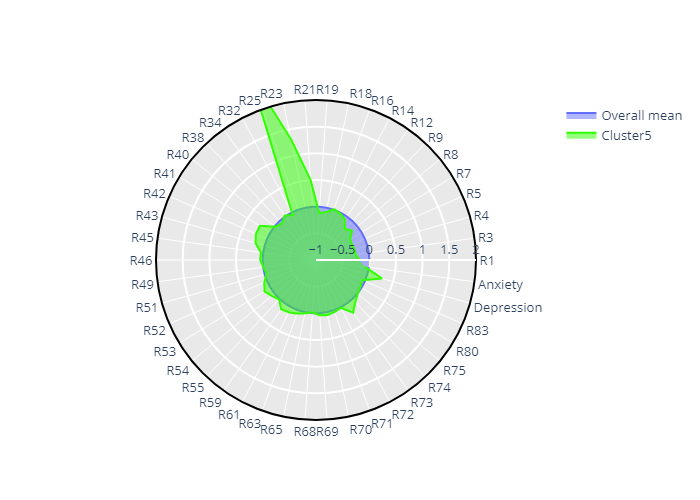 Overall mean
Cluster5
R21
R19
R18
R16
R14
R12
R9
R8
R7
R5
R4
R3
R1
Anxiety
Depression
R83
R80
R75
R74
R73
R72
R71
R70
R69
R68
R65
R63
R61
R59
R55
R54
R53
R52
R51
R49
R46
R45
R43
R42
R41
R40
R38
R34
R32
R25
R23
−1 −0.5 0 0.5 1 1.5 2